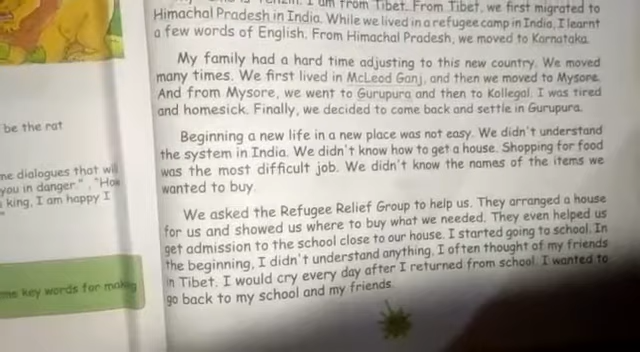 I am from Tibet. From Tibet, we first migrated to
Himachal Pradesh in India. While we lived in a refugee camp in India, I learnt
a few words of English. From Himachal Pradesh, we moved to Karnataka.
My family had a hard time adjusting to this new country. We moved
many times. We first lived in McLeod Ganj, and then we moved to Mysore.
And from Mysore, we went to Gurupura and then to Kollegal. I was tired
and homesick. Finally, we decided to come back and settle in Gurupura.
Beginning a new life in a new place was not easy. We didn't understand
the system in India. We didn't know how to get a house. Shopping for food
was the most difficult job. We didn't know the names of the items we
wanted to buy.
We asked the Refugee Relief Group to help us. They arranged a house
for us and showed us where to buy what we needed. They even helped us
get admission to the school close to our house. I started going to school. In
the beginning, I didn't understand anything. I often thought of my friends
in Tibet. I would cry every day after I returned from school. I wanted to
go back to my school and my friends.
be the rat
me dialogues that wil
you in danger.", "How
king, I am happy I
"
me key words for making